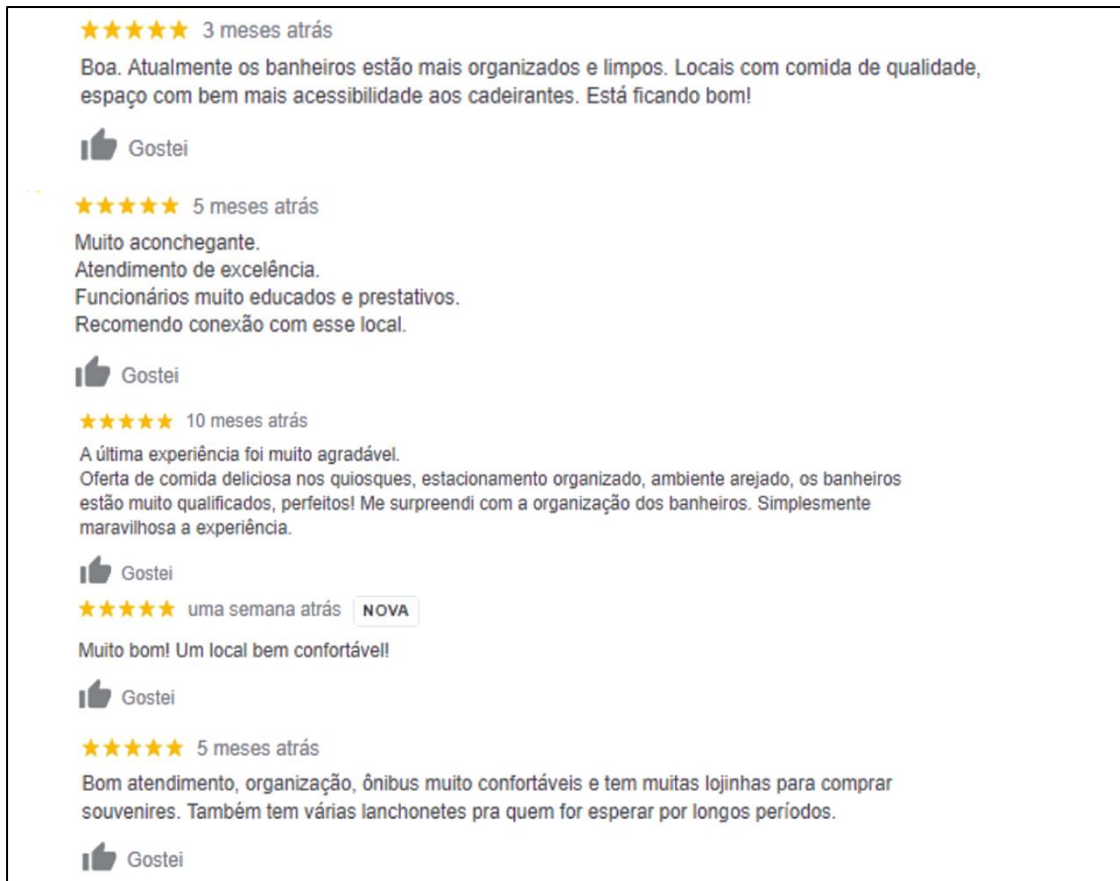 3 meses atrás
Boa. Atualmente os banheiros estão mais organizados e limpos. Locais com comida de qualidade,
espaço com bem mais acessibilidade aos cadeirantes. Está ficando bom!
Gostei
5 meses atrás
Muito aconchegante.
Atendimento de excelência.
Funcionários muito educados e prestativos.
Recomendo conexão com esse local.
Gostei
10 meses atrás
A última experiência foi muito agradável.
Oferta de comida deliciosa nos quiosques, estacionamento organizado, ambiente arejado, os banheiros
estão muito qualificados, perfeitos! Me surpreendi com a organização dos banheiros. Simplesmente
maravilhosa a experiência.
Gostei
uma semana atrás NOVA
Muito bom! Um local bem confortável!
Gostei
5 meses atrás
Bom atendimento, organização, ônibus muito confortáveis e tem muitas lojinhas para comprar
souvenires. Também tem várias lanchonetes pra quem for esperar por longos períodos.
Gostei